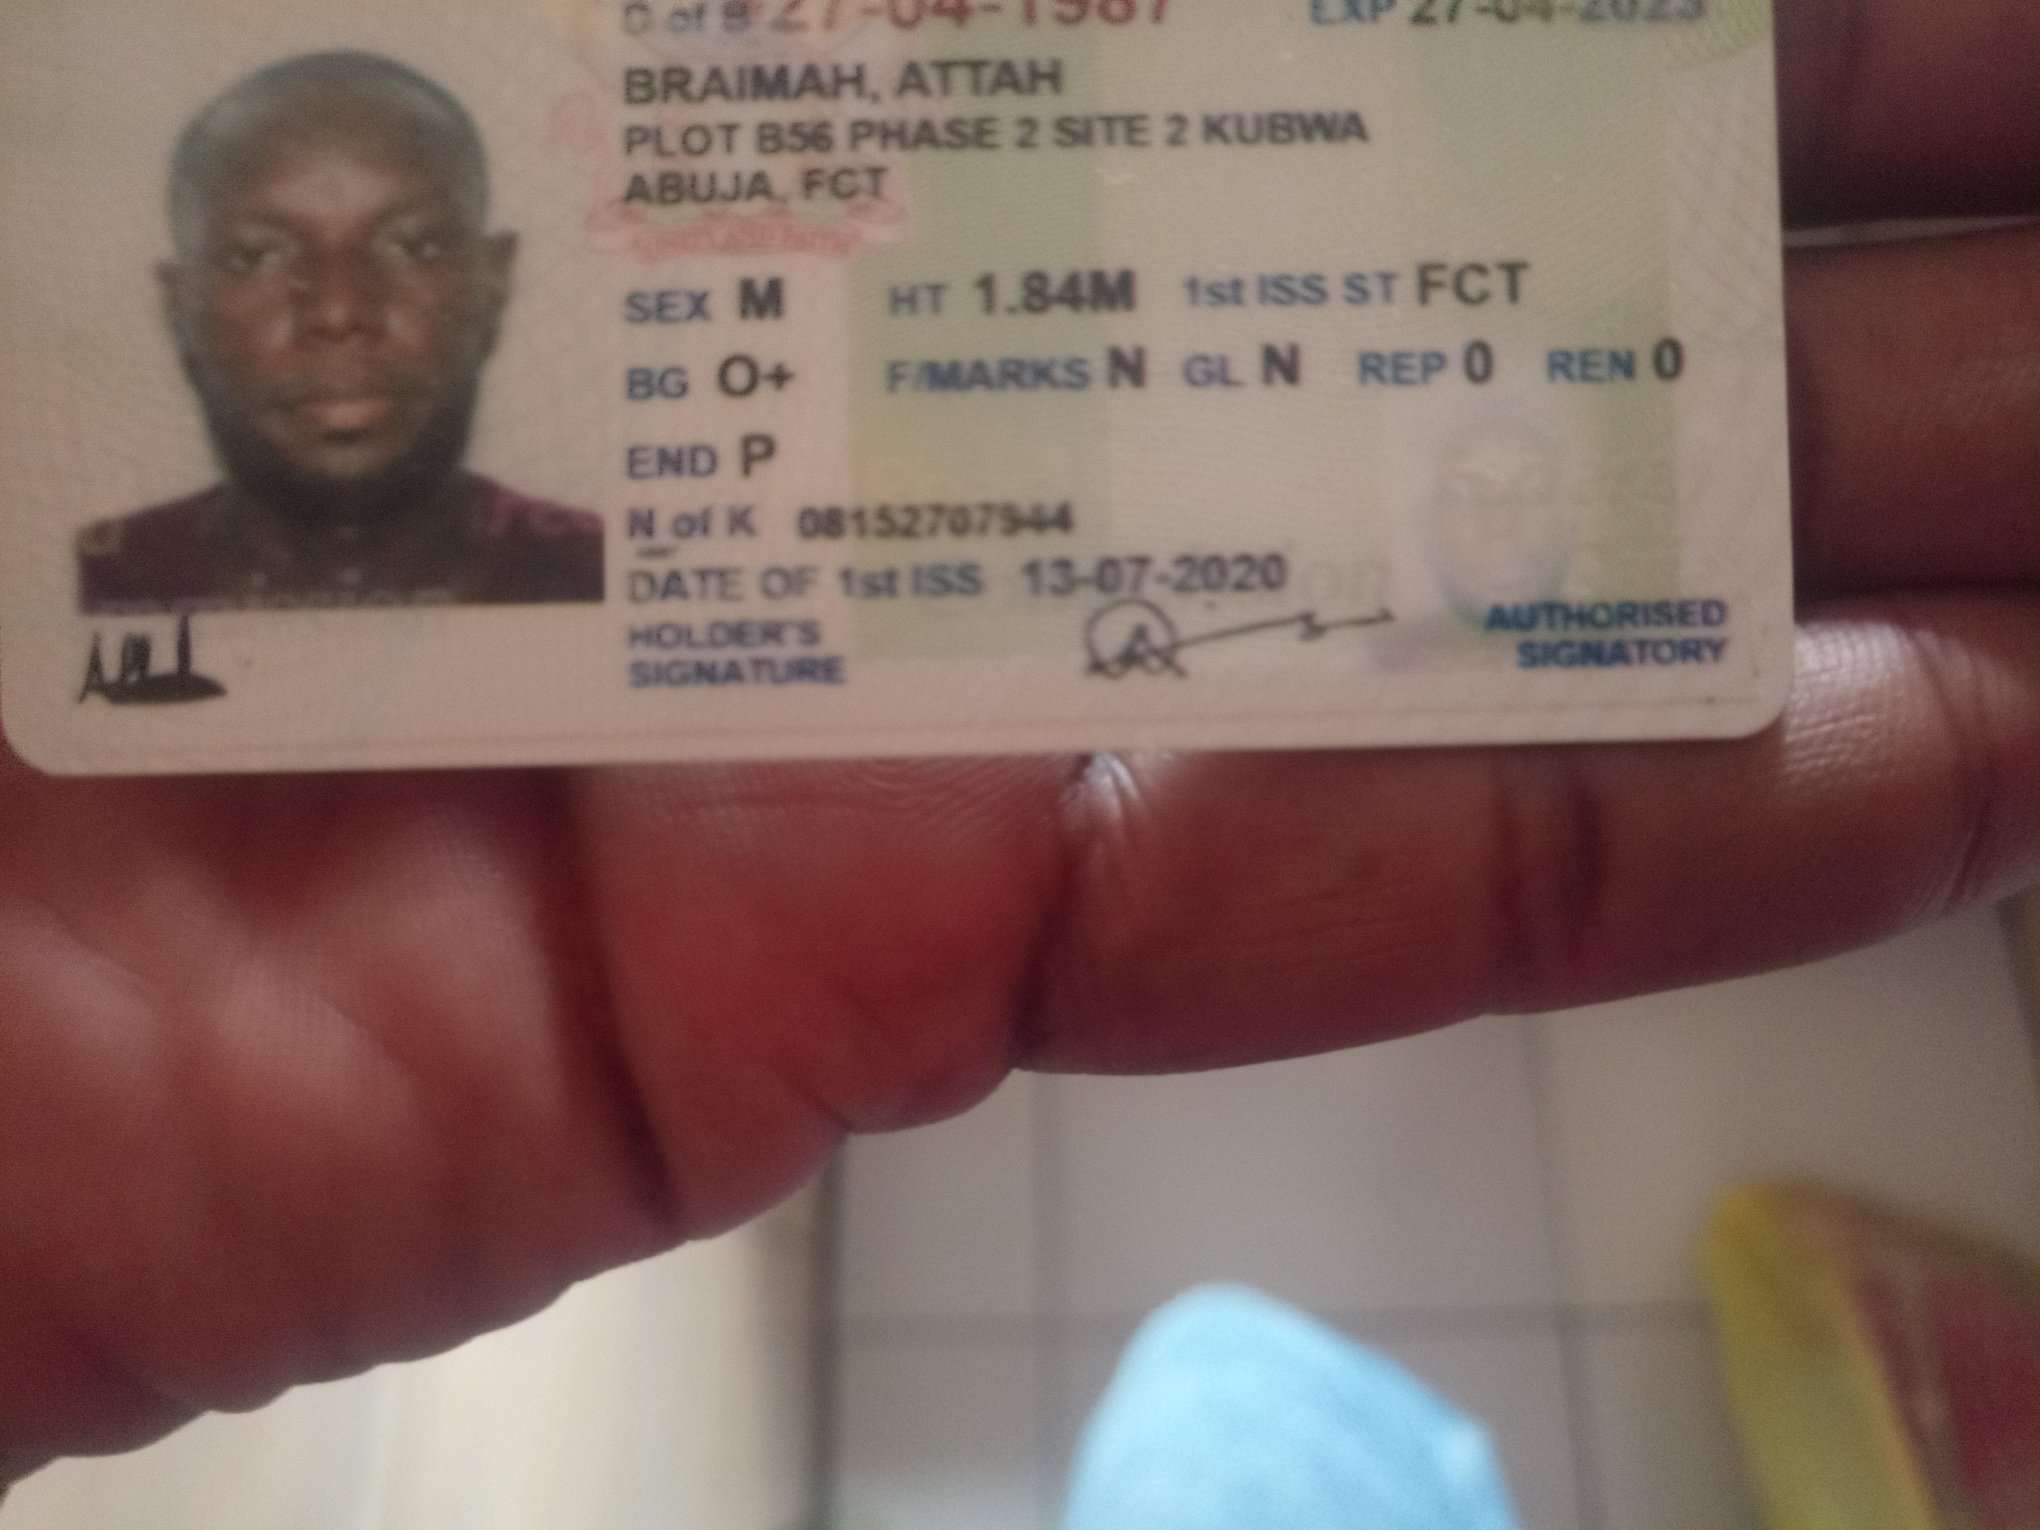 D of B 27-04-1987 EXP 27-04-2023
BRAIMAH, ATTAH
PLOT B56 PHASE 2 SITE 2 KUBWA
ABUJA, FCT
SEX M HT 1.84M 1st ISS ST FCT
BG O+ F/MARKS N GL N REP 0 REN 0
END P
N of K 08152707944
DATE OF 1st ISS 13-07-2020
HOLDER'S
SIGNATURE
AUTHORISED
SIGNATORY